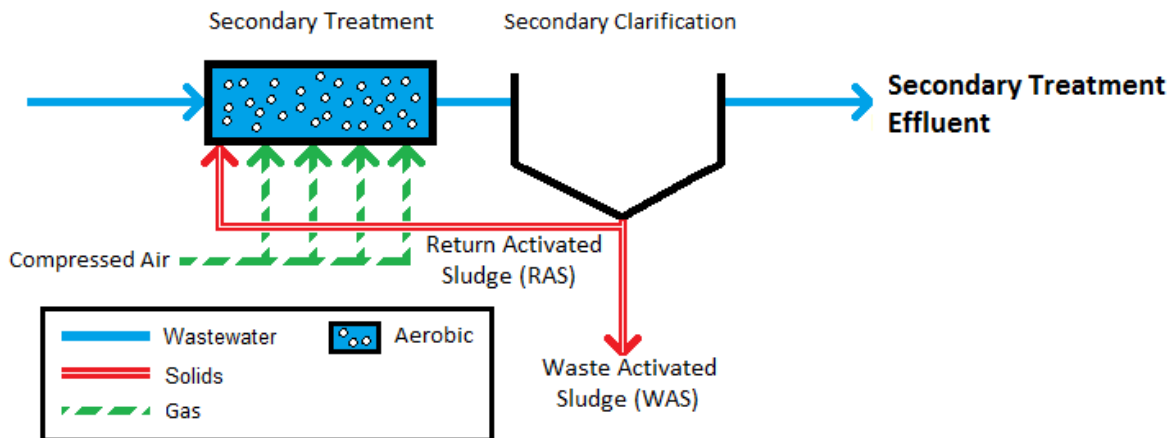 Secondary Treatment
Secondary Clarification
Secondary Treatment
Effluent
Compressed Air
Return Activated
Sludge (RAS)
Wastewater
Aerobic
Solids
Gas
Waste Activated
Sludge (WAS)